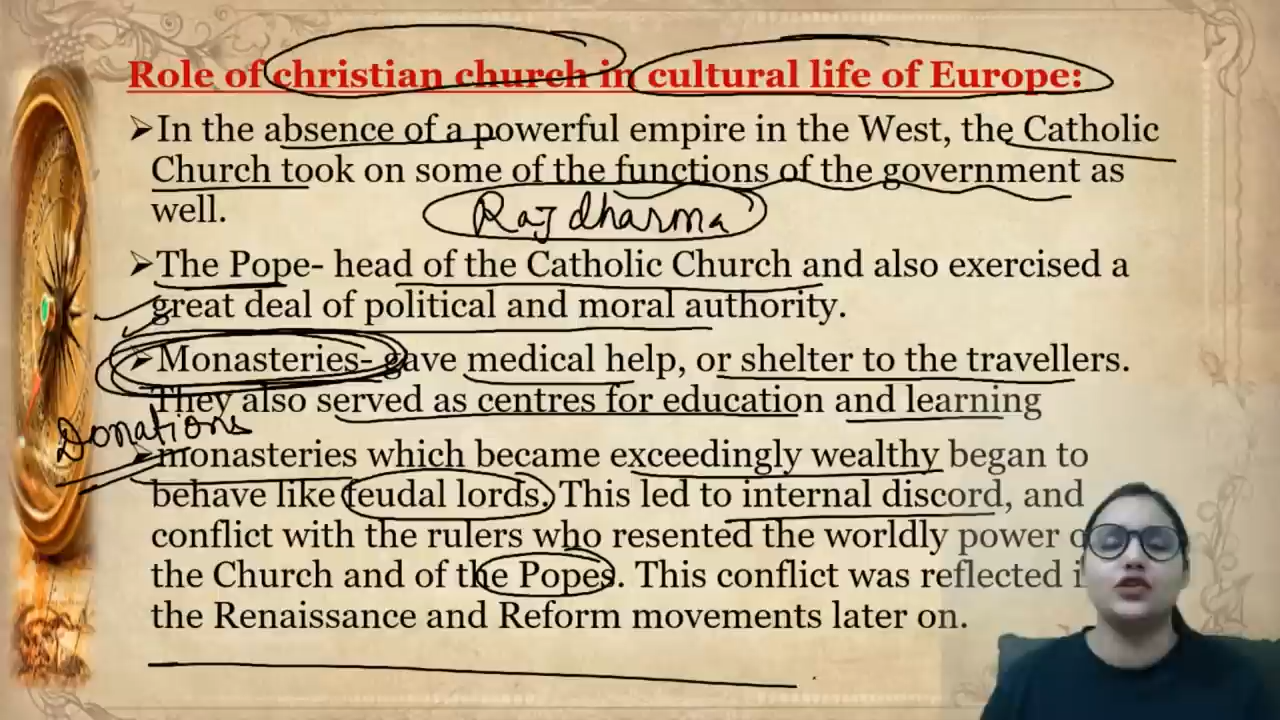 Role of christian church in cultural life of Europe:
➢In the absence of a powerful empire in the West, the Catholic
Church took on some of the functions of the government as
well.
Raj dharma
➢The Pope- head of the Catholic Church and also exercised a
great deal of political and moral authority.
➢Monasteries- gave medical help, or shelter to the travellers.
They also served as centres for education and learning
Donations
➢monasteries which became exceedingly wealthy began to
behave like feudal lords. This led to internal discord, and
conflict with the rulers who resented the worldly power
the Church and of the Popes. This conflict was reflected
the Renaissance and Reform movements later on.